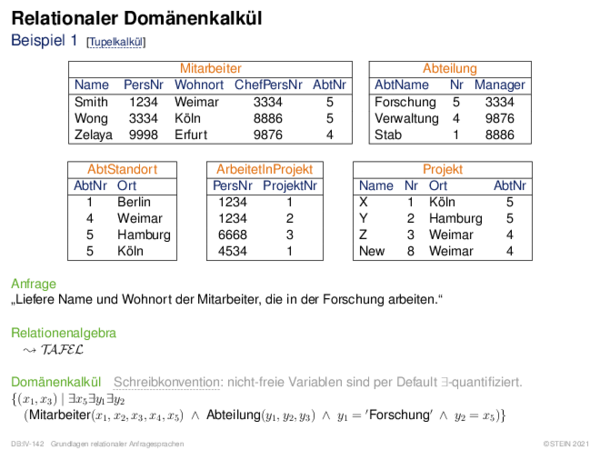 Relationaler Domänenkalkül
Beispiel 1 [Tupelkalkül]
Mitarbeiter
Name PersNr Wohnort ChefPersNr AbtNr
Smith 1234 Weimar 3334 5
Wong 3334 Köln 8886 5
Zelaya 9998 Erfurt 9876 4
Abteilung
AbtName Nr Manager
Forschung 5 3334
Verwaltung 4 9876
Stab 1 8886
AbtStandort
AbtNr Ort
1 Berlin
4 Weimar
5 Hamburg
5 Köln
ArbeitetInProjekt
PersNr ProjektNr
1234 1
1234 2
6668 3
4534 1
Projekt
Name Nr Ort AbtNr
X 1 Köln 5
Y 2 Hamburg 5
Z 3 Weimar 4
New 8 Weimar 4
Anfrage
„Liefere Name und Wohnort der Mitarbeiter, die in der Forschung arbeiten.“
Relationenalgebra
⤳ TAFEL
Domänenkalkül Schreibkonvention: nicht-freie Variablen sind per Default ∃-quantifiziert.
{(x₁, x₃) | ∃x₅∃y₁∃y₂
(Mitarbeiter(x₁, x₂, x₃, x₄, x₅) ∧ Abteilung(y₁, y₂, y₃) ∧ y₁ = 'Forschung' ∧ y₂ = x₅)}
DB:IV-142 Grundlagen relationaler Anfragesprachen ©STEIN 2021